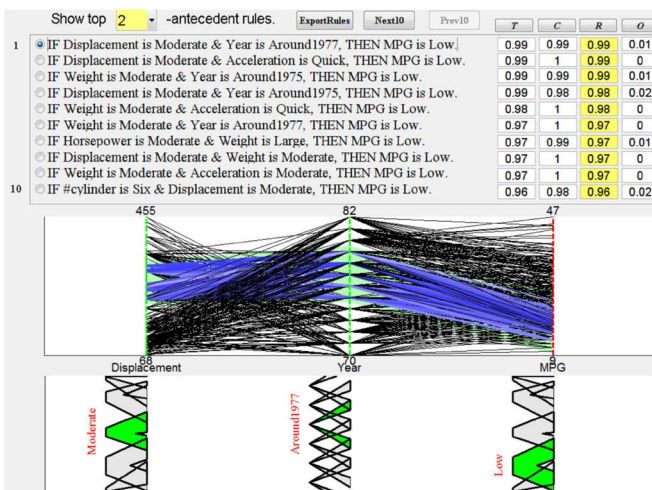 Show top 2 -antecedent rules. ExportRules Next10 Prev10 T C R O
1 IF Displacement is Moderate & Year is Around1977, THEN MPG is Low. 0.99 0.99 0.99 0.01
IF Displacement is Moderate & Acceleration is Quick, THEN MPG is Low. 0.99 1 0.99 0
IF Weight is Moderate & Year is Around1975, THEN MPG is Low. 0.99 0.99 0.99 0.01
IF Displacement is Moderate & Year is Around1975, THEN MPG is Low. 0.99 0.98 0.98 0.02
IF Weight is Moderate & Acceleration is Quick, THEN MPG is Low. 0.98 1 0.98 0
IF Weight is Moderate & Year is Around1977, THEN MPG is Low. 0.97 1 0.97 0
IF Horsepower is Moderate & Weight is Large, THEN MPG is Low. 0.97 0.99 0.97 0.01
IF Displacement is Moderate & Weight is Moderate, THEN MPG is Low. 0.97 1 0.97 0
IF Weight is Moderate & Acceleration is Moderate, THEN MPG is Low. 0.97 1 0.97 0
10 IF #cylinder is Six & Displacement is Moderate, THEN MPG is Low. 0.96 0.98 0.96 0.02
455 82 47
68 70 9
Displacement Year MPG
Moderate Around1977 Low